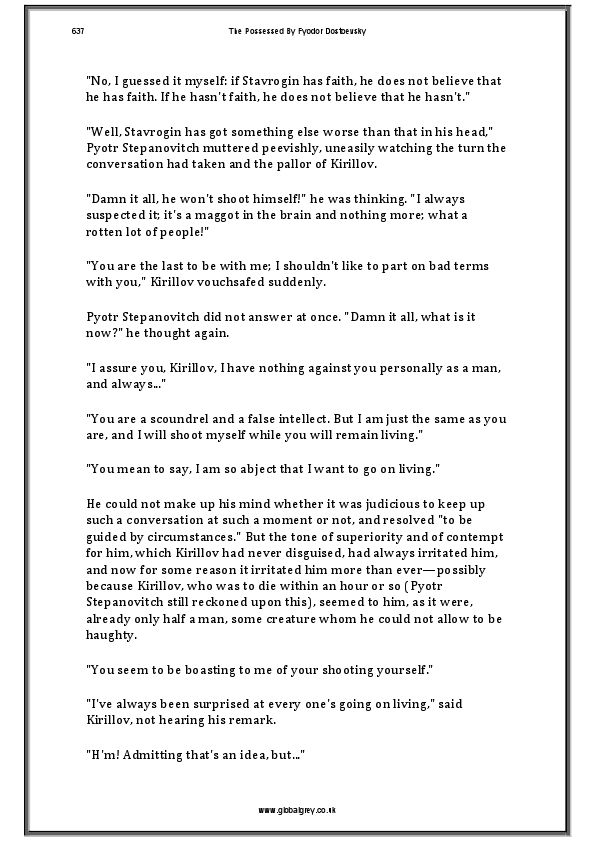 637
The Possessed By Fyodor Dostoevsky
"No, I guessed it myself: if Stavrogin has faith, he does not believe that
he has faith. If he hasn't faith, he does not believe that he hasn't."
"Well, Stavrogin has got something else worse than that in his head,"
Pyotr Stepanovitch muttered peevishly, uneasily watching the turn the
conversation had taken and the pallor of Kirillov.
"Damn it all, he won't shoot himself!" he was thinking. "I always
suspected it; it's a maggot in the brain and nothing more; what a
rotten lot of people!"
"You are the last to be with me; I shouldn't like to part on bad terms
with you," Kirillov vouchsafed suddenly.
Pyotr Stepanovitch did not answer at once. "Damn it all, what is it
now?" he thought again.
"I assure you, Kirillov, I have nothing against you personally as a man,
and always..."
"You are a scoundrel and a false intellect. But I am just the same as you
are, and I will shoot myself while you will remain living."
"You mean to say, I am so abject that I want to go on living."
He could not make up his mind whether it was judicious to keep up
such a conversation at such a moment or not, and resolved "to be
guided by circumstances." But the tone of superiority and of contempt
for him, which Kirillov had never disguised, had always irritated him,
and now for some reason it irritated him more than ever—possibly
because Kirillov, who was to die within an hour or so (Pyotr
Stepanovitch still reckoned upon this), seemed to him, as it were,
already only half a man, some creature whom he could not allow to be
haughty.
"You seem to be boasting to me of your shooting yourself."
"I've always been surprised at every one's going on living," said
Kirillov, not hearing his remark.
"H'm! Admitting that's an idea, but..."
www.globalgrey.co.uk